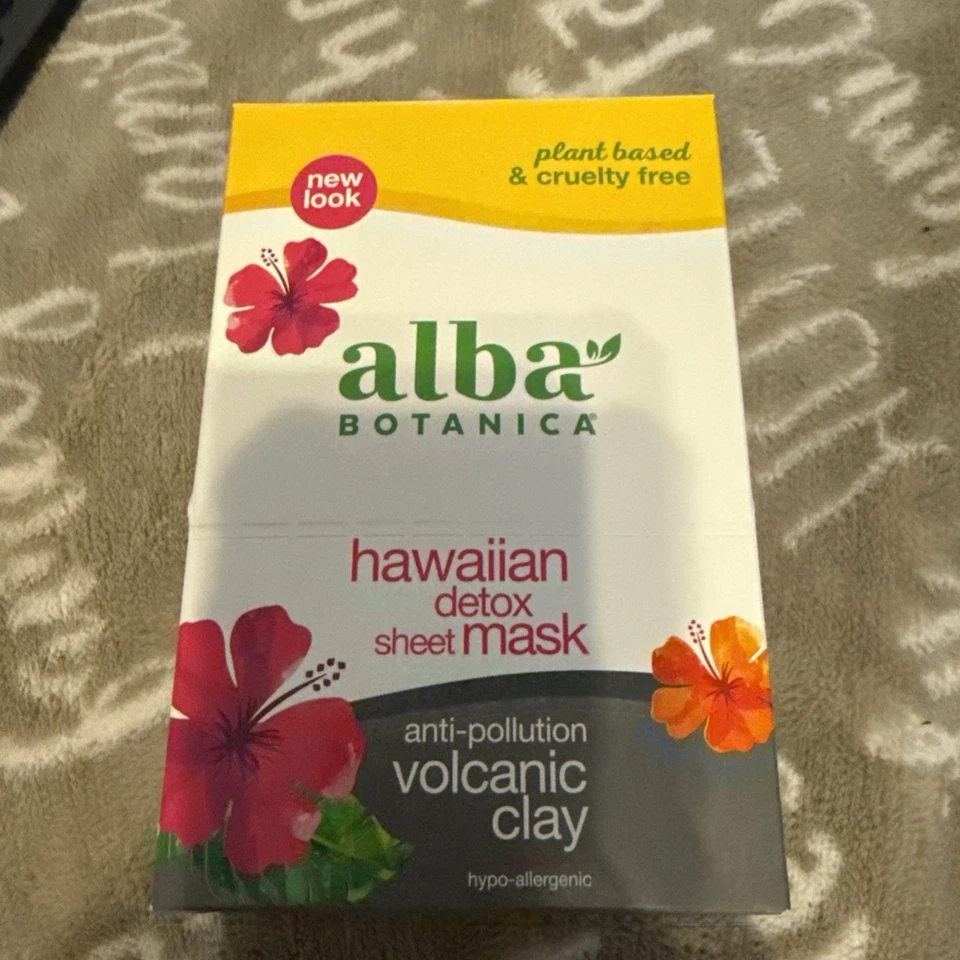 plant based
& cruelty free
new
look
alba
BOTANICA®
hawaiian
detox
sheet mask
anti-pollution
volcanic
clay
hypo-allergenic